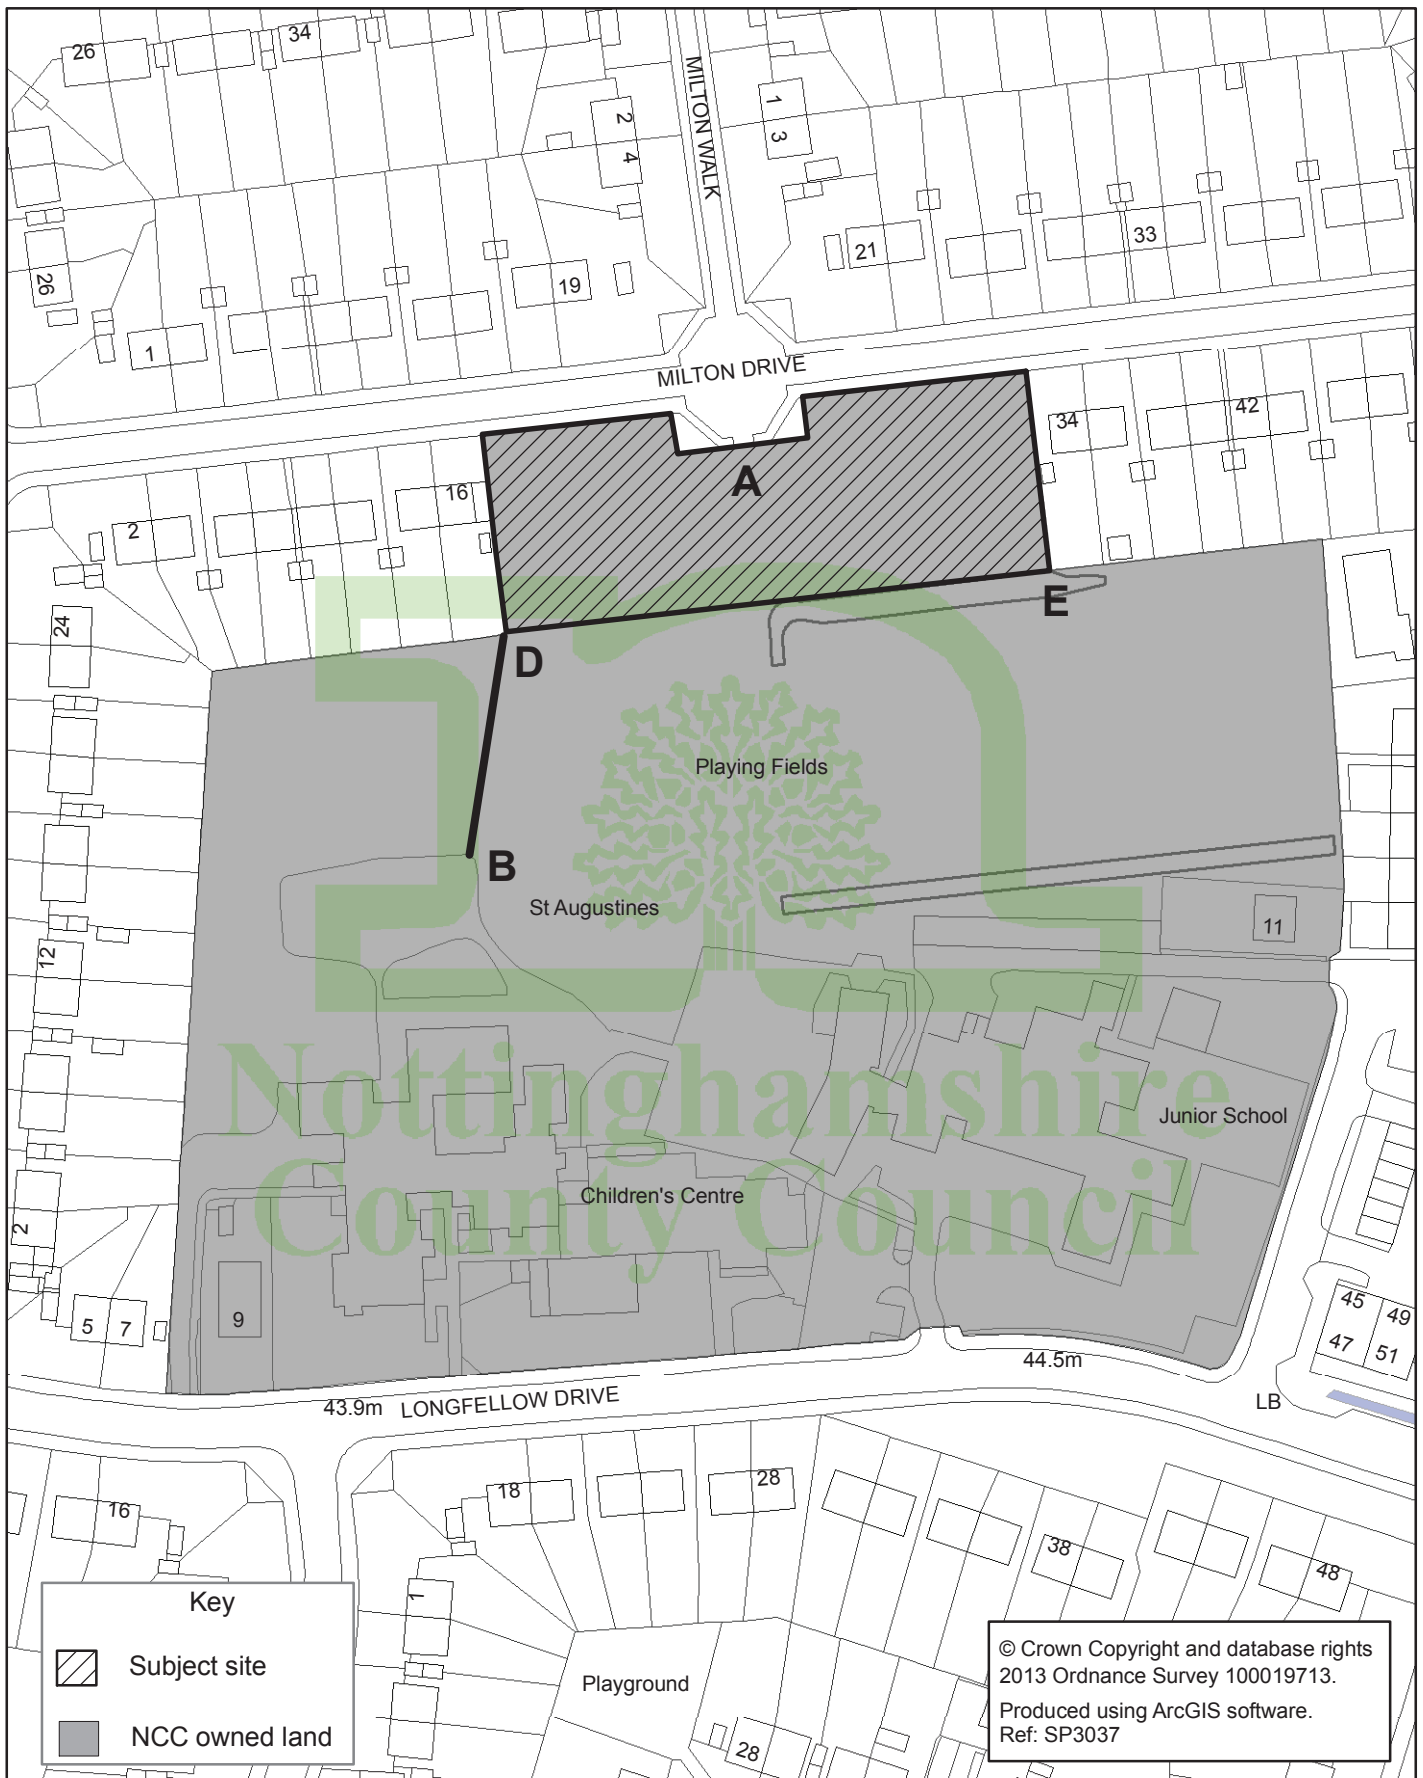 26
34
MILTON WALK
2
4
1
3
26
19
21
33
1
MILTON DRIVE
34
42
A
16
2
E
24
D
Playing Fields
B
St Augustines
11
12
Nottinghamshire
County Council
Junior School
Children's Centre
2
5
7
9
45
49
47
51
44.5m
43.9m
LONGFELLOW DRIVE
LB
18
28
16
38
48
1
Key
Subject site
NCC owned land
Playground
28
© Crown Copyright and database rights
2013 Ordnance Survey 100019713.
Produced using ArcGIS software.
Ref: SP3037